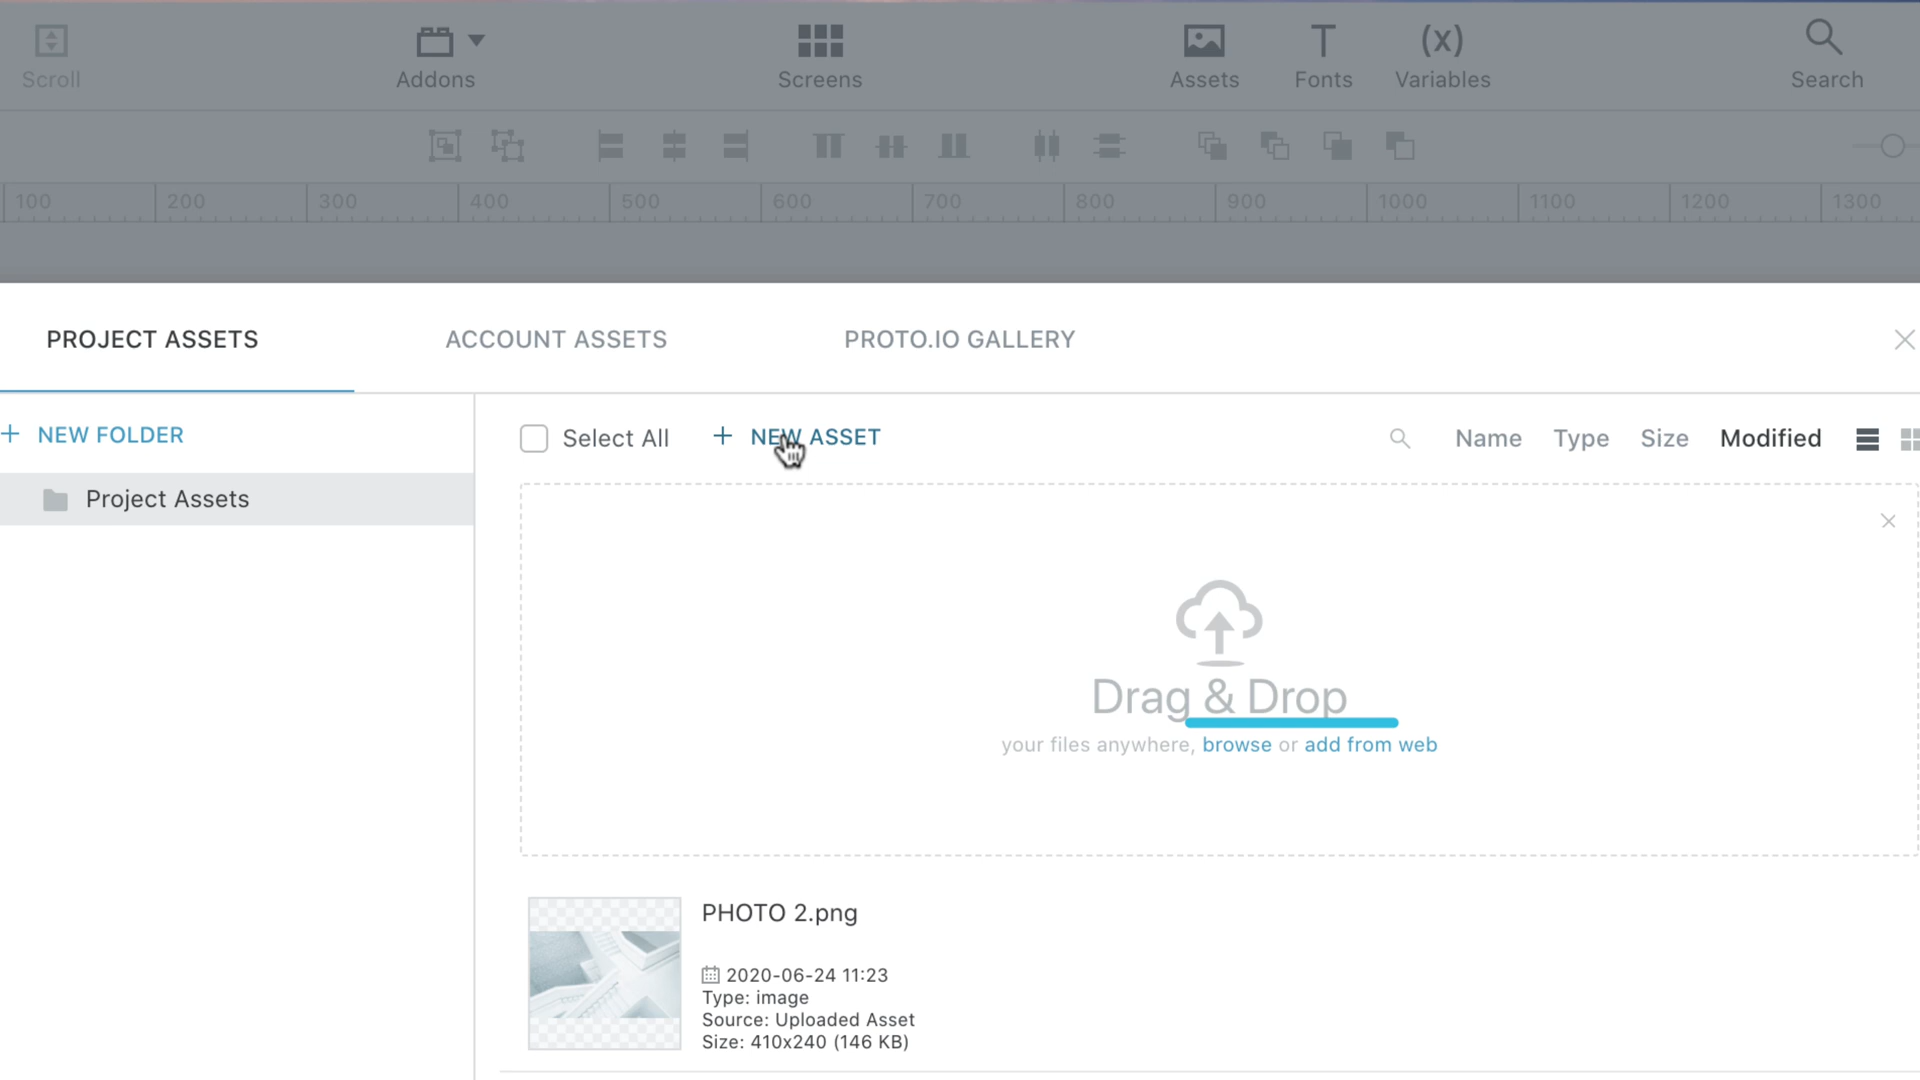 Scroll
Addons
Screens
Assets
Fonts
(x)
Variables
Search
100 200 300 400 500 600 700 800 900 1000 1100 1200 1300
PROJECT ASSETS
ACCOUNT ASSETS
PROTO.IO GALLERY
+ NEW FOLDER
Project Assets
Select All
+ NEW ASSET
Name
Type
Size
Modified
Drag & Drop
your files anywhere, browse or add from web
PHOTO 2.png
2020-06-24 11:23
Type: image
Source: Uploaded Asset
Size: 410x240 (146 KB)